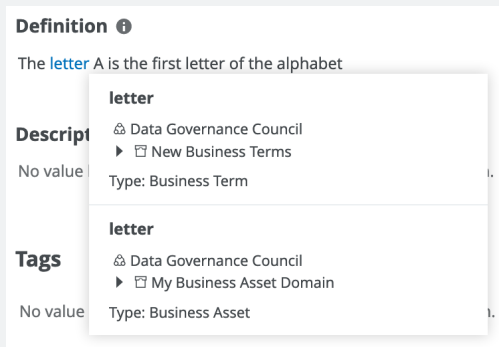 Definition
The letter A is the first letter of the alphabet
letter
Data Governance Council
New Business Terms
Type: Business Term
letter
Data Governance Council
My Business Asset Domain
Type: Business Asset
Descript
No value
Tags
No value